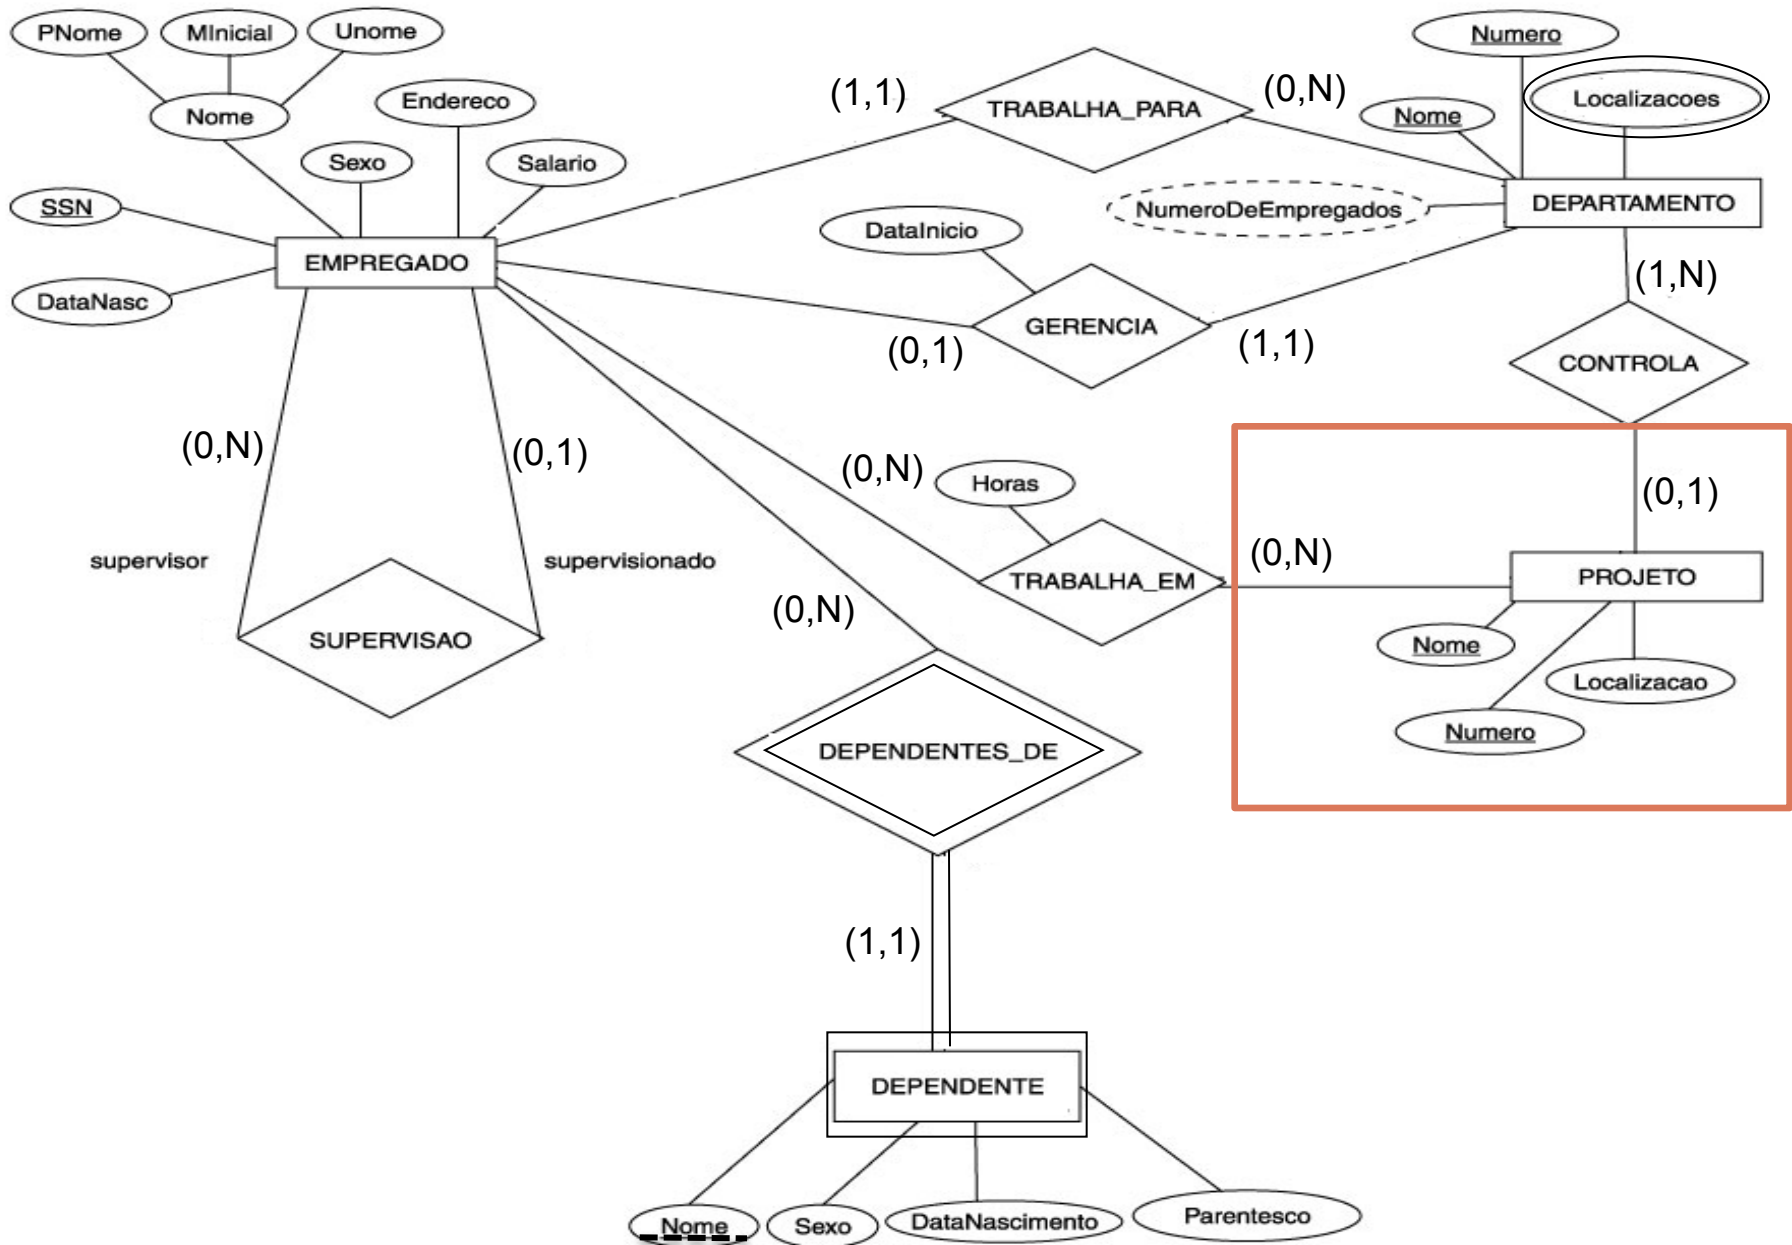 PNome
MInicial
Unome
Numero
Nome
Endereco
(1,1)
TRABALHA_PARA
(0,N)
Nome
Localizacoes
Sexo
Salario
SSN
NumeroDeEmpregados
DEPARTAMENTO
DataInicio
EMPREGADO
DataNasc
(1,N)
GERENCIA
(0,1)
(1,1)
CONTROLA
(0,N)
(0,1)
(0,N)
Horas
(0,1)
supervisor
supervisionado
(0,N)
TRABALHA_EM
PROJETO
(0,N)
SUPERVISAO
Nome
Localizacao
Numero
DEPENDENTES_DE
(1,1)
DEPENDENTE
Nome
Sexo
DataNascimento
Parentesco